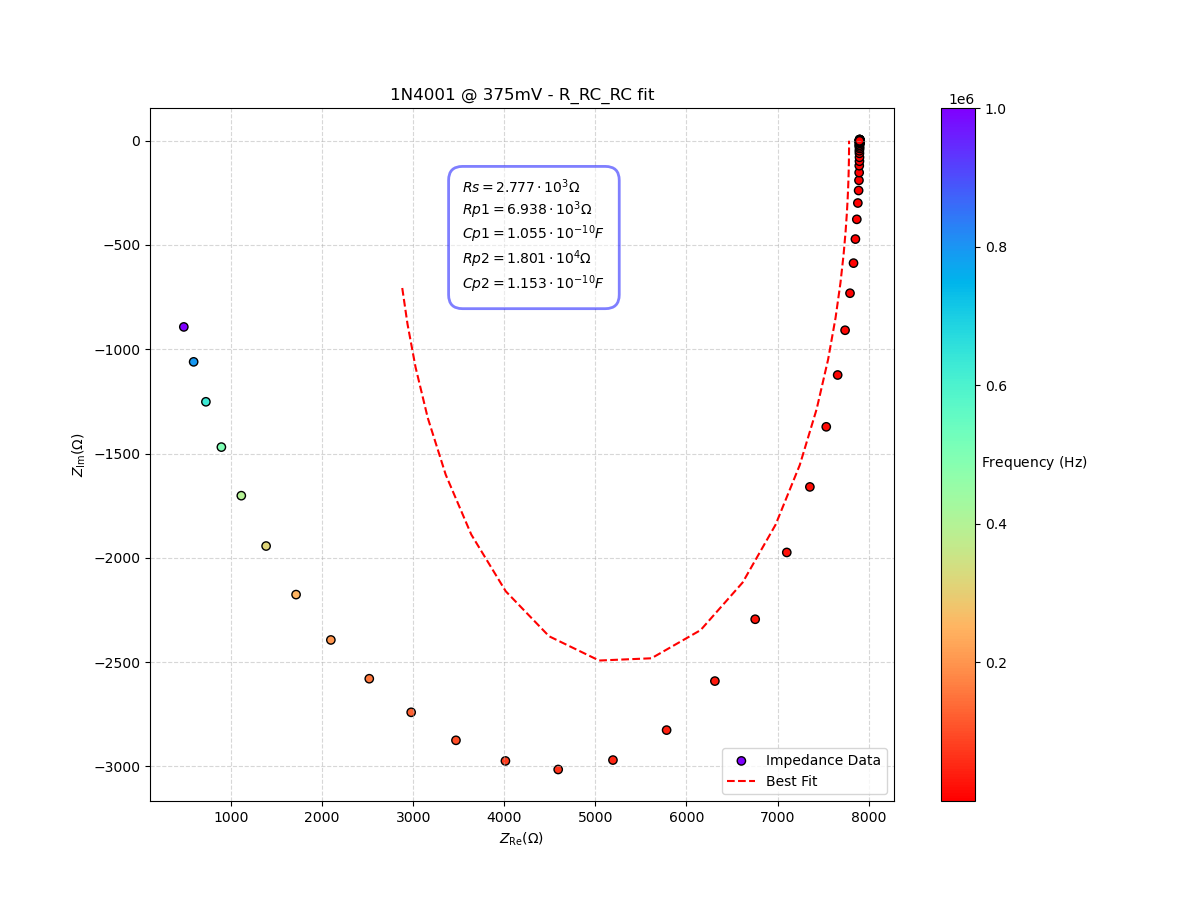 1N4001 @ 375mV - R_RC_RC fit
1e6
Rs = 2.777 · 10³Ω
Rp1 = 6.938 · 10³Ω
Cp1 = 1.055 · 10⁻¹⁰F
Rp2 = 1.801 · 10⁴Ω
Cp2 = 1.153 · 10⁻¹⁰F
0
−500
−1000
−1500
−2000
−2500
−3000
Z_Im(Ω)
1000 2000 3000 4000 5000 6000 7000 8000
Z_Re(Ω)
Impedance Data
Best Fit
1.0
0.8
0.6
0.4
0.2
Frequency (Hz)